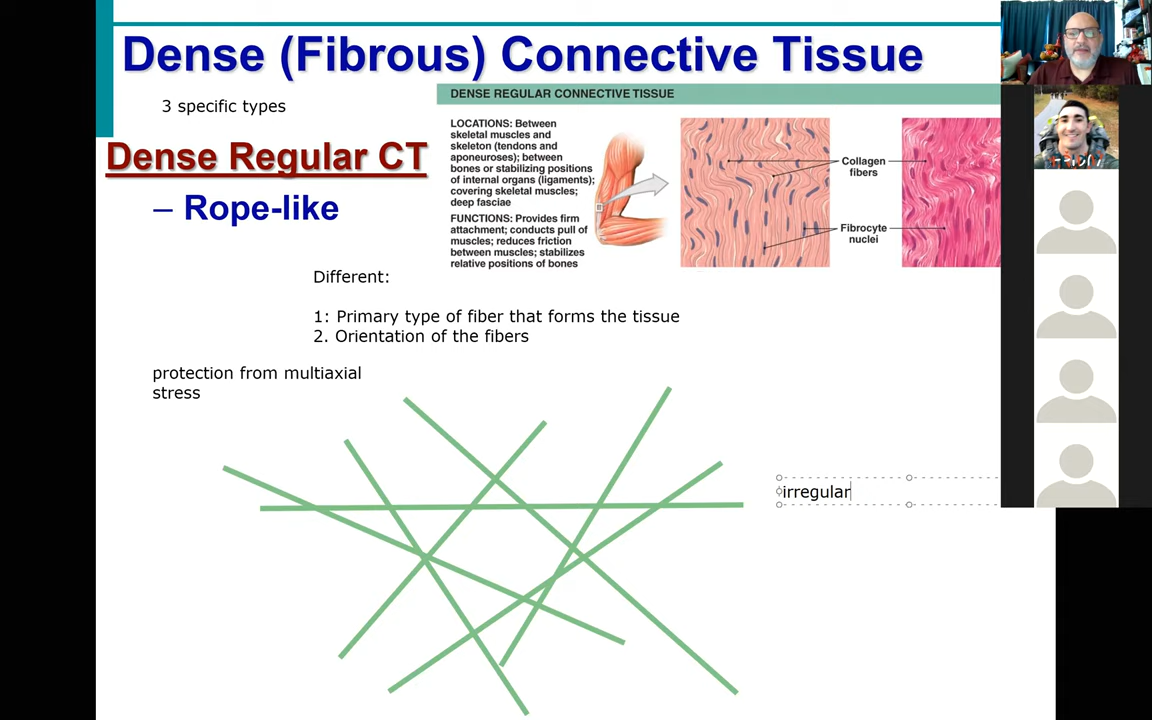 Dense (Fibrous) Connective Tissue
3 specific types
DENSE REGULAR CONNECTIVE TISSUE
Dense Regular CT
– Rope-like
LOCATIONS: Between
skeletal muscles and
skeleton (tendons and
aponeuroses); between
bones or stabilizing positions
of internal organs (ligaments);
covering skeletal muscles;
deep fasciae
FUNCTIONS: Provides firm
attachment; conducts pull of
muscles; reduces friction
between muscles; stabilizes
relative positions of bones
Collagen
fibers
Fibrocyte
nuclei
Different:
1: Primary type of fiber that forms the tissue
2. Orientation of the fibers
protection from multiaxial
stress
irregular